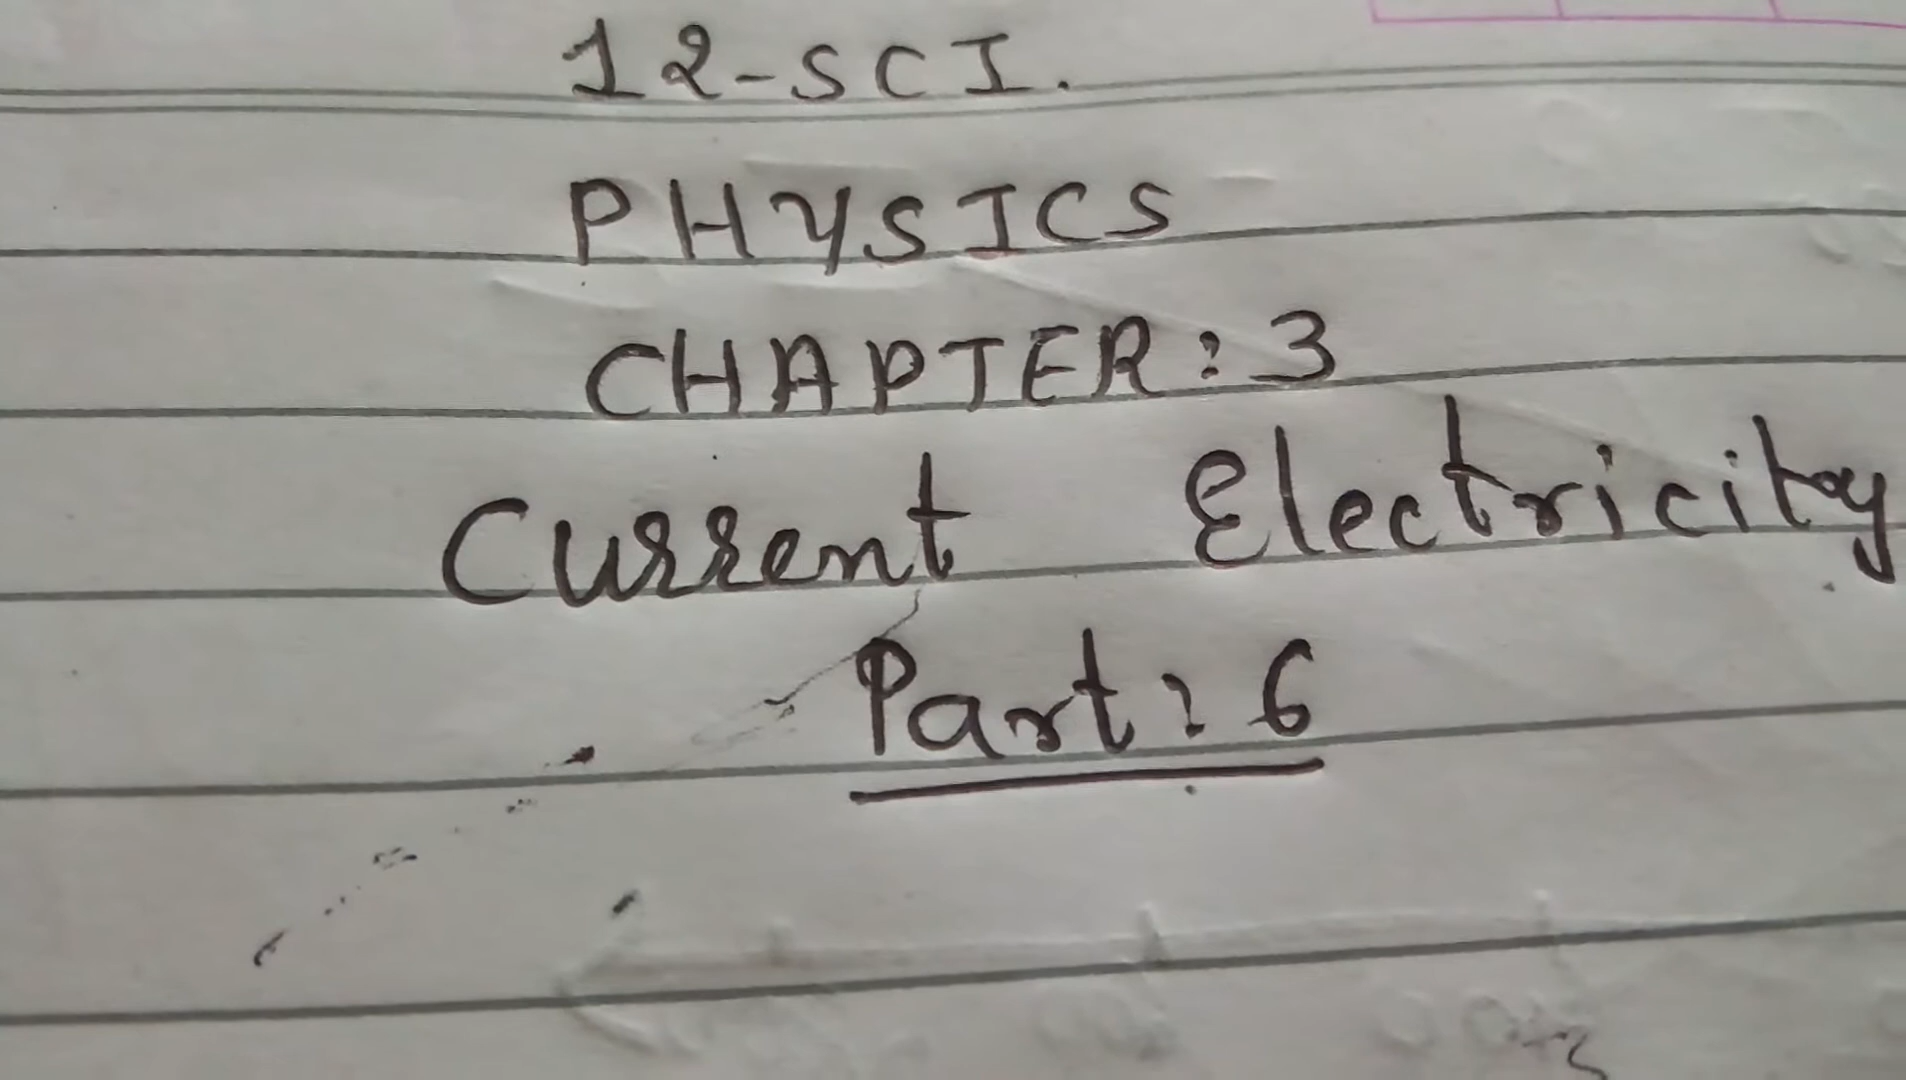 12-SCI.
PHYSICS
CHAPTER: 3
Current Electricity
Part: 6